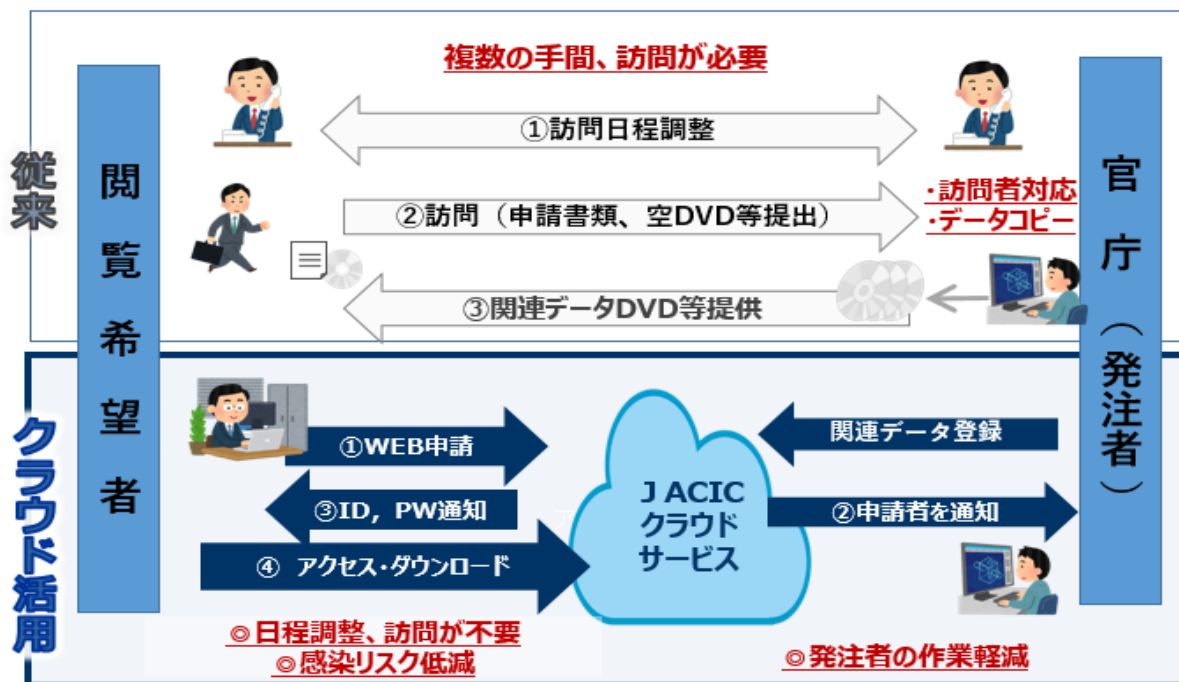 複数の手間、訪問が必要
従来
閲覧希望者
官庁（発注者）
①訪問日程調整
②訪問（申請書類、空DVD等提出）
・訪問者対応
・データコピー
③関連データDVD等提供
クラウド活用
①WEB申請
関連データ登録
J ACIC
クラウド
サービス
③ID，PW通知
②申請者を通知
④ アクセス・ダウンロード
◎日程調整、訪問が不要
◎感染リスク低減
◎発注者の作業軽減